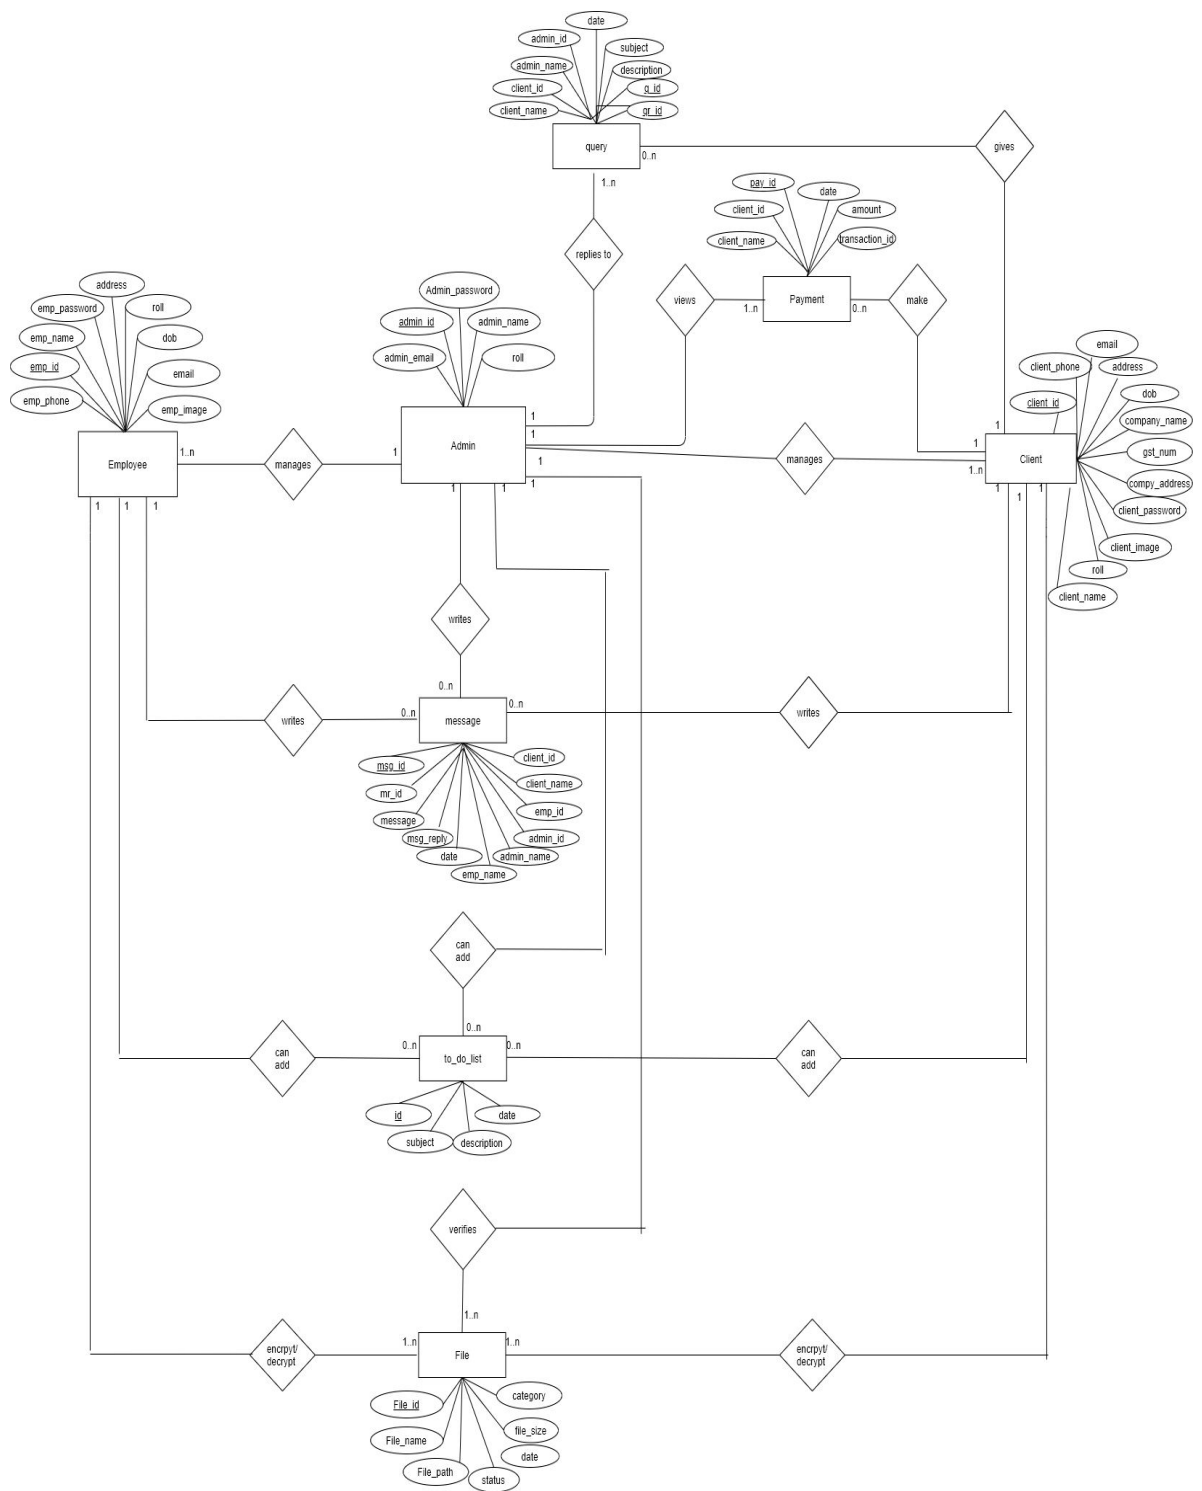 date
admin_id
subject
admin_name
description
client_id
q_id
client_name
qr_id
query
0..n
gives
1..n
pay_id
date
client_id
amount
client_name
transaction_id
replies to
views
1..n
Payment
0..n
make
address
emp_password
roll
emp_name
dob
emp_id
email
emp_phone
emp_image
Admin_password
admin_id
admin_name
admin_email
roll
email
client_phone
address
client_id
dob
company_name
gst_num
compy_address
client_password
client_image
roll
client_name
Employee
1..n
manages
1
Admin
1
1
1
manages
1
1
1..n
Client
1
1
1
1
1
1
1
1
writes
0..n
writes
0..n
message
0..n
writes
msg_id
client_id
mr_id
client_name
message
emp_id
msg_reply
admin_id
date
admin_name
emp_name
can
add
0..n
can
add
0..n
to_do_list
0..n
can
add
id
date
subject
description
verifies
1..n
encrpyt/
decrypt
1..n
File
1..n
encrpyt/
decrypt
File_id
category
File_name
file_size
date
File_path
status